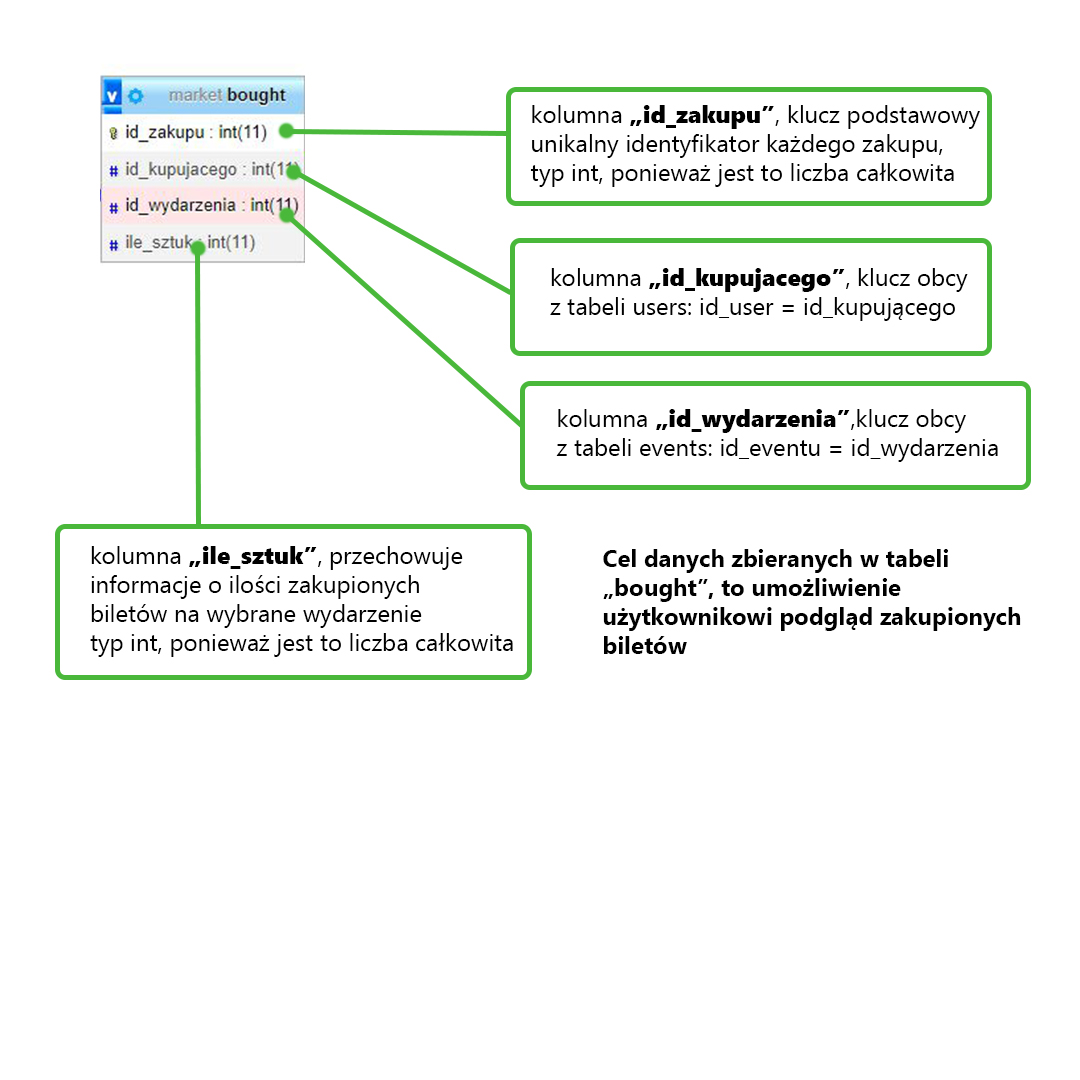 v market bought
id_zakupu : int(11)
# id_kupujacego : int(11)
# id_wydarzenia : int(11)
# ile_sztuk : int(11)
kolumna „id_zakupu”, klucz podstawowy
unikalny identyfikator każdego zakupu,
typ int, ponieważ jest to liczba całkowita
kolumna „id_kupujacego”, klucz obcy
z tabeli users: id_user = id_kupującego
kolumna „id_wydarzenia”,klucz obcy
z tabeli events: id_eventu = id_wydarzenia
kolumna „ile_sztuk”, przechowuje
informacje o ilości zakupionych
biletów na wybrane wydarzenie
typ int, ponieważ jest to liczba całkowita
Cel danych zbieranych w tabeli
„bought”, to umożliwienie
użytkownikowi podgląd zakupionych
biletów